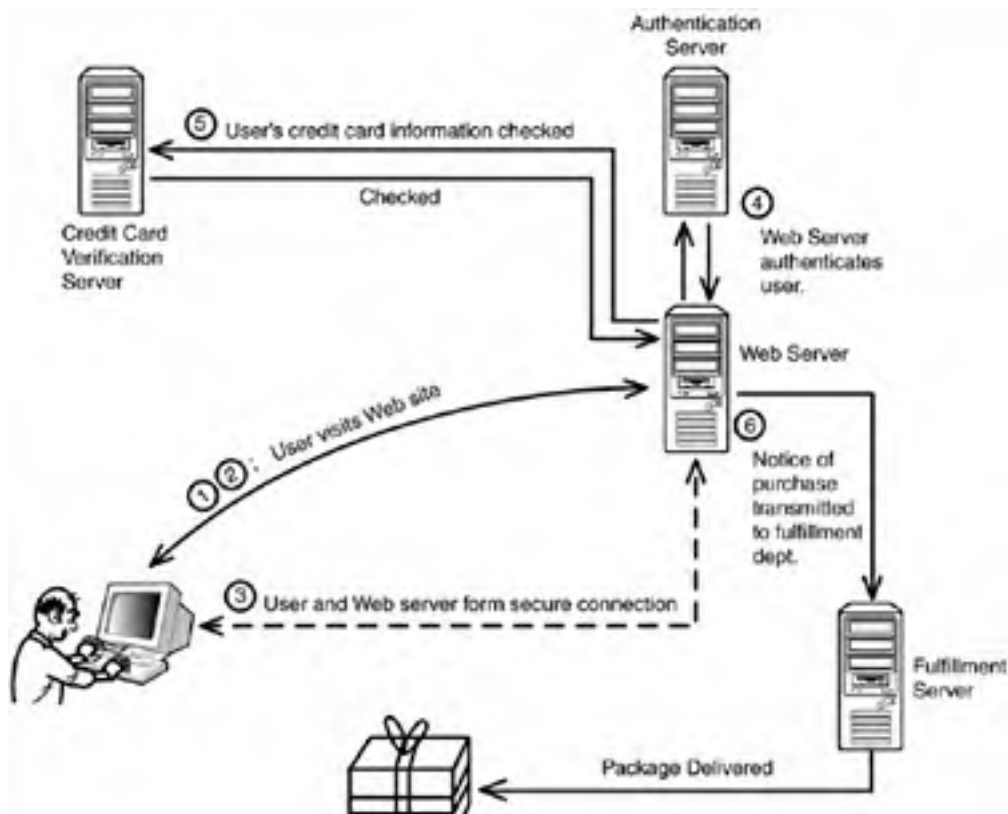 Authentication
Server
⑤ User's credit card information checked
Checked
Credit Card
Verification
Server
④
Web Server
authenticates
user.
Web Server
① ② : User visits Web site
⑥
Notice of
purchase
transmitted
to fulfillment
dept.
③ User and Web server form secure connection
Fulfillment
Server
Package Delivered